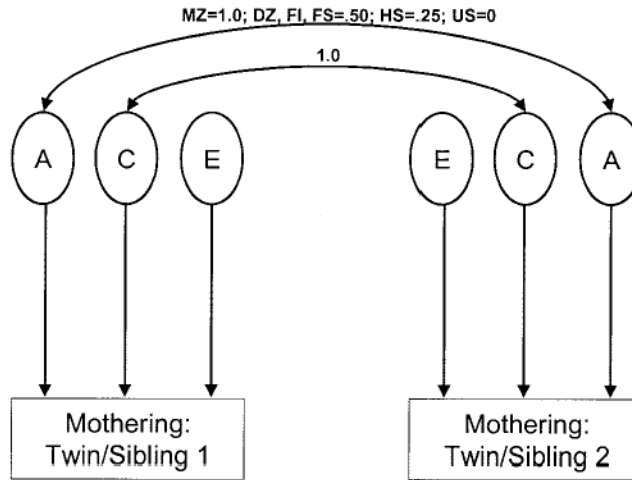 MZ=1.0; DZ, FI, FS=.50; HS=.25; US=0
1.0
A
C
E
E
C
A
Mothering:
Twin/Sibling 1
Mothering:
Twin/Sibling 2